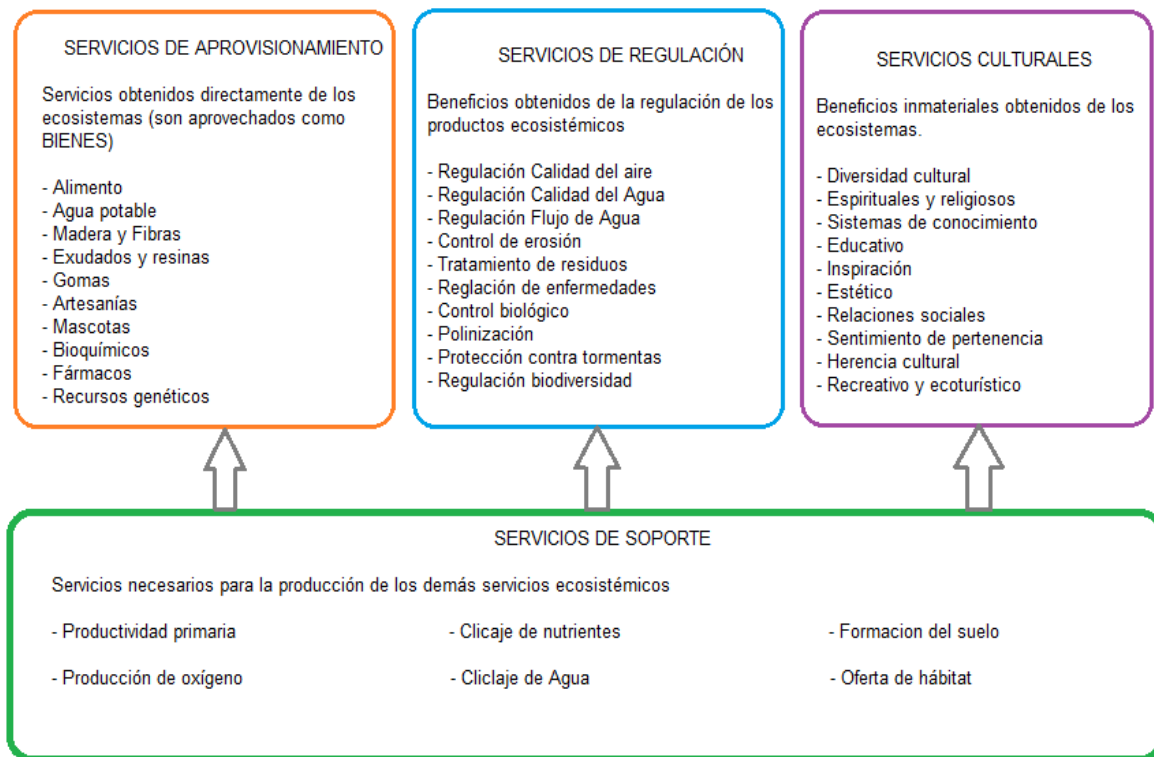 SERVICIOS DE APROVISIONAMIENTO
Servicios obtenidos directamente de los
ecosistemas (son aprovechados como
BIENES)
- Alimento
- Agua potable
- Madera y Fibras
- Exudados y resinas
- Gomas
- Artesanías
- Mascotas
- Bioquímicos
- Fármacos
- Recursos genéticos
SERVICIOS DE REGULACIÓN
Beneficios obtenidos de la regulación de los
productos ecosistémicos
- Regulación Calidad del aire
- Regulación Calidad del Agua
- Regulación Flujo de Agua
- Control de erosión
- Tratamiento de residuos
- Reglación de enfermedades
- Control biológico
- Polinización
- Protección contra tormentas
- Regulación biodiversidad
SERVICIOS CULTURALES
Beneficios inmateriales obtenidos de los
ecosistemas.
- Diversidad cultural
- Espirituales y religiosos
- Sistemas de conocimiento
- Educativo
- Inspiración
- Estético
- Relaciones sociales
- Sentimiento de pertenencia
- Herencia cultural
- Recreativo y ecoturístico
SERVICIOS DE SOPORTE
Servicios necesarios para la producción de los demás servicios ecosistémicos
- Productividad primaria
- Clicaje de nutrientes
- Formacion del suelo
- Producción de oxígeno
- Cliclaje de Agua
- Oferta de hábitat